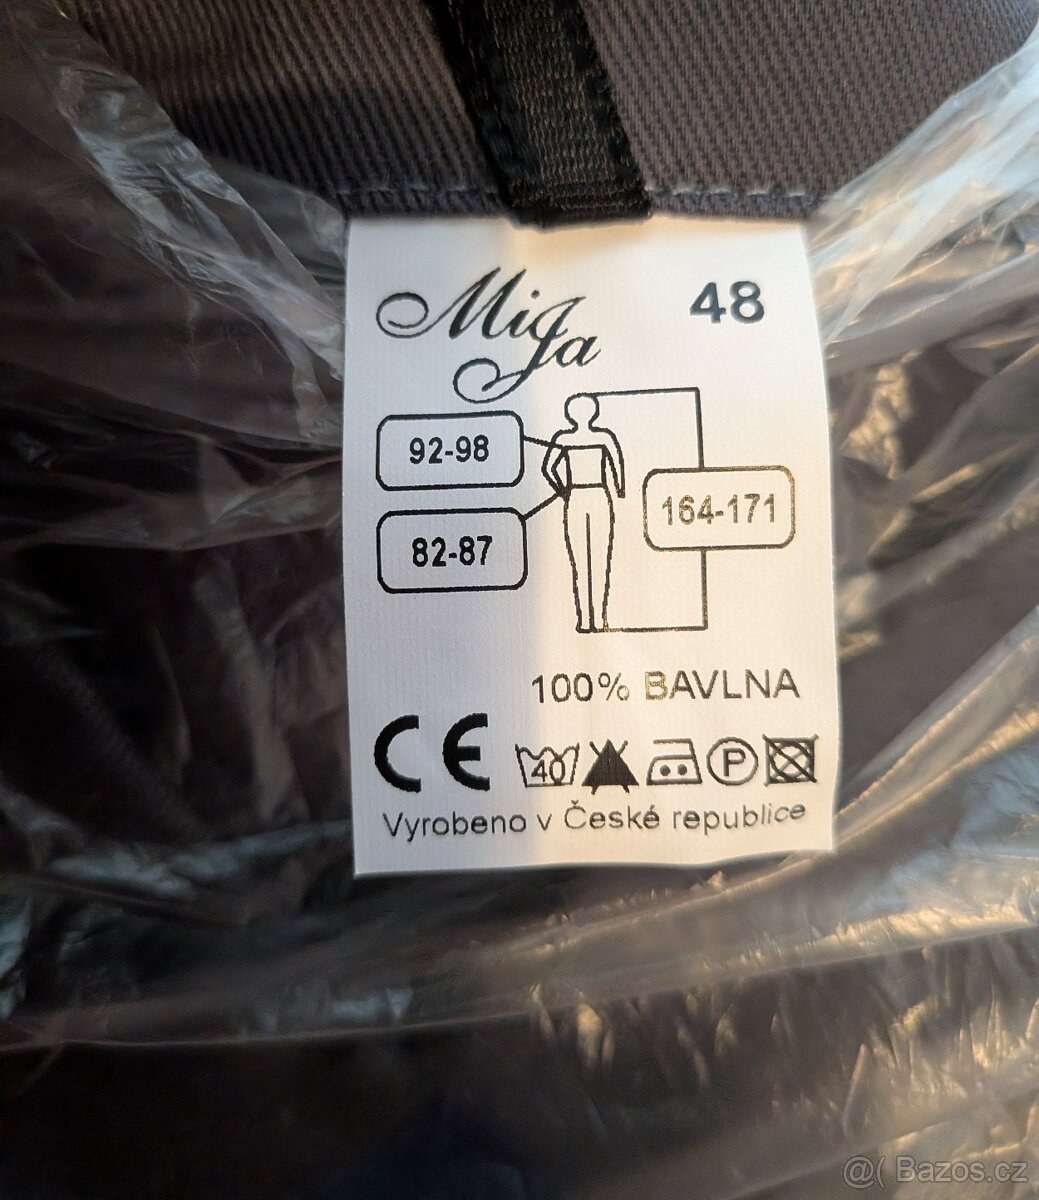 MiJa
48
92-98
164-171
82-87
100% BAVLNA
CE 40 P
Vyrobeno v České republice
@( Bazos.cz